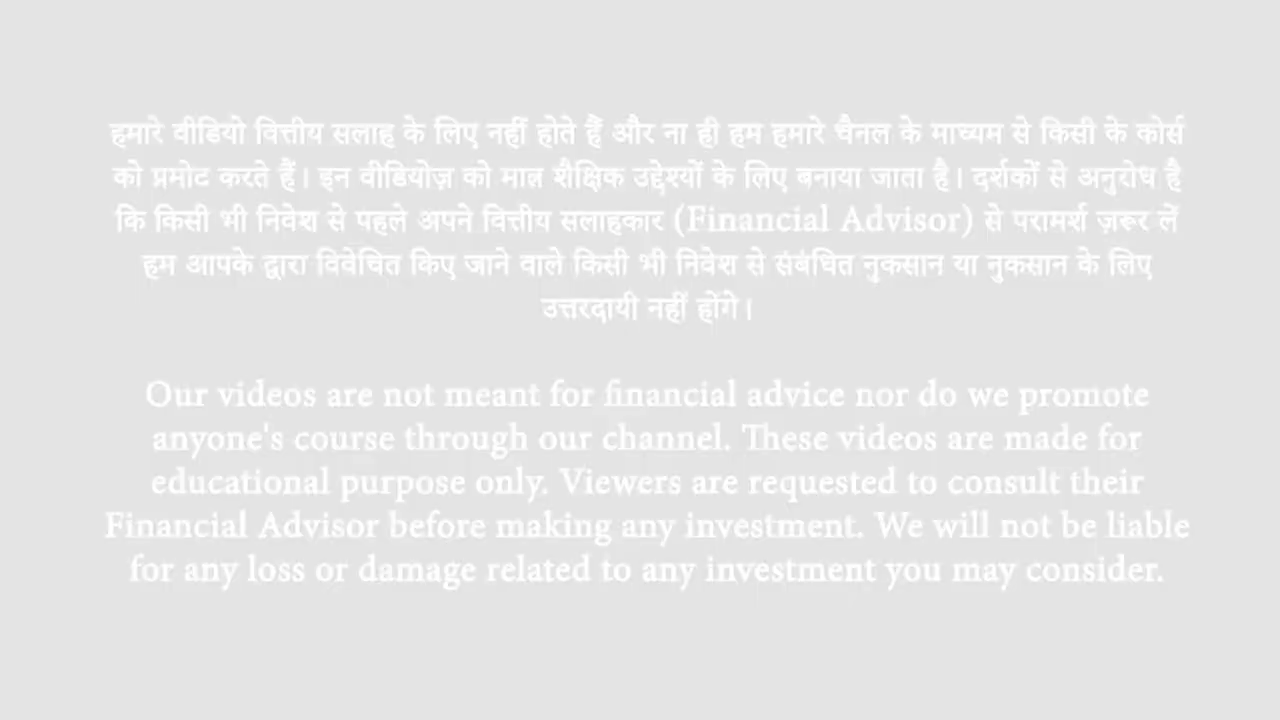 हमारे वीडियो वित्तीय सलाह के लिए नहीं होते हैं और ना ही हम हमारे चैनल के माध्यम से किसी के कोर्स
को प्रमोट करते हैं। इन वीडियोज़ को मात्र शैक्षिक उद्देश्यों के लिए बनाया जाता है। दर्शकों से अनुरोध है
कि किसी भी निवेश से पहले अपने वित्तीय सलाहकार (Financial Advisor) से परामर्श ज़रूर लें
हम आपके द्वारा विवेचित किए जाने वाले किसी भी निवेश से संबंधित नुकसान या नुकसान के लिए
उत्तरदायी नहीं होंगे।
Our videos are not meant for financial advice nor do we promote
anyone's course through our channel. These videos are made for
educational purpose only. Viewers are requested to consult their
Financial Advisor before making any investment. We will not be liable
for any loss or damage related to any investment you may consider.